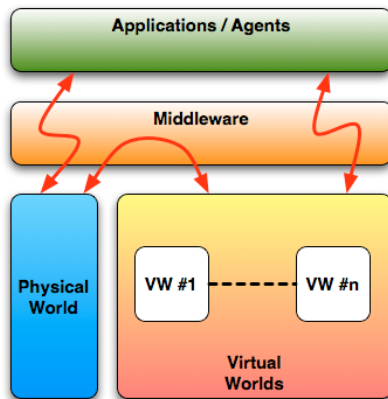 Applications / Agents
Middleware
Physical
World
VW #1
VW #n
Virtual
Worlds